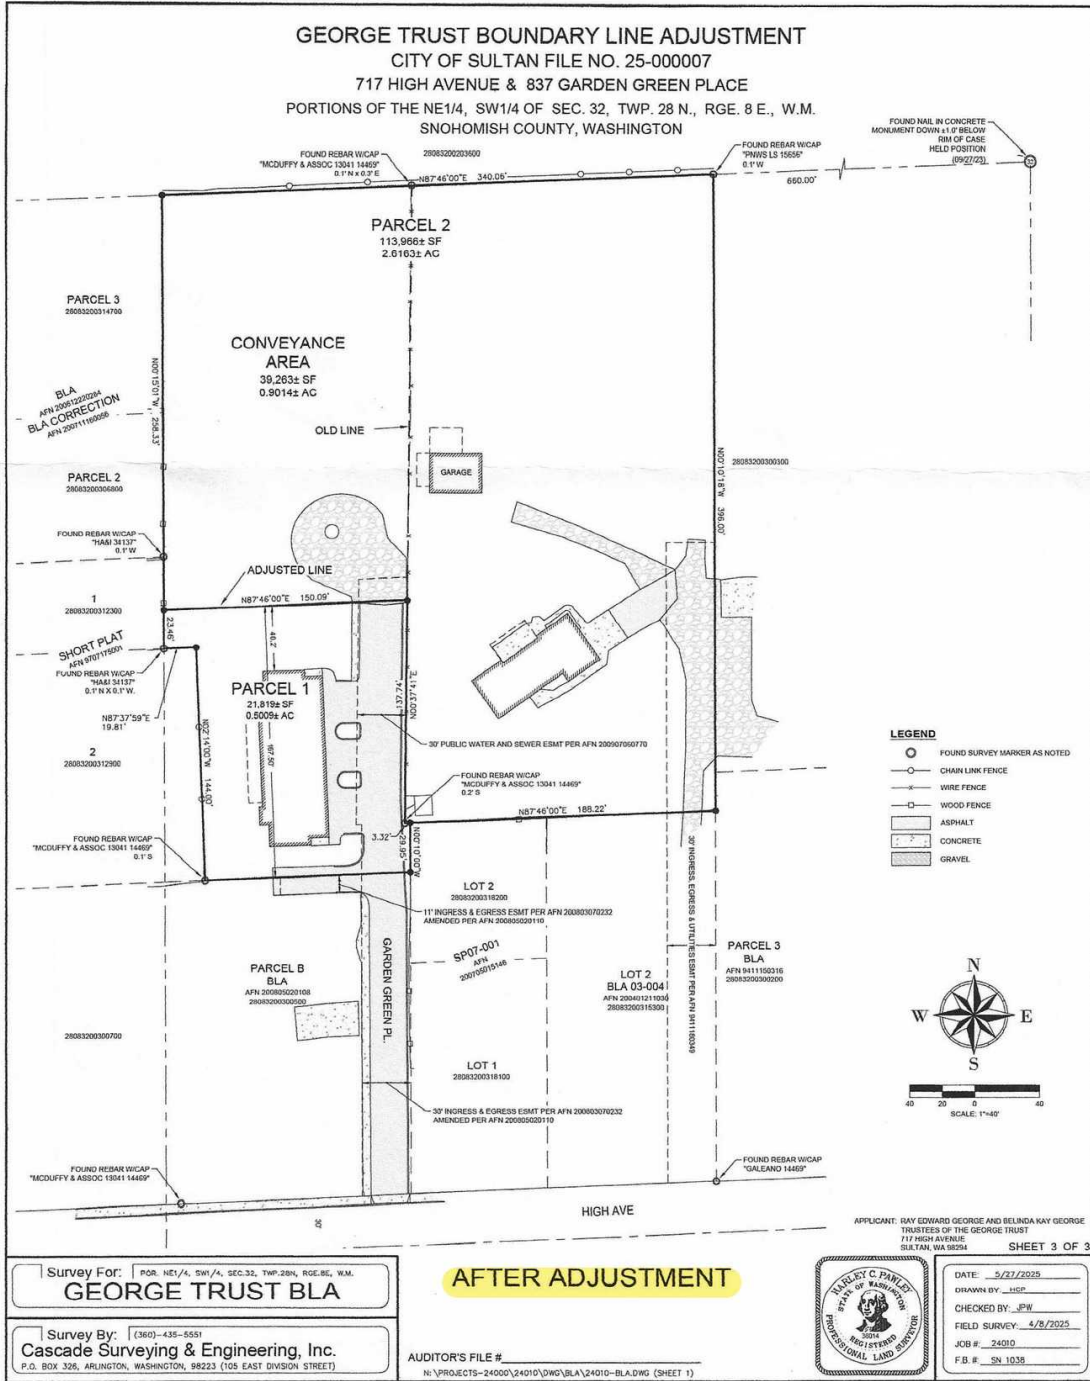 GEORGE TRUST BOUNDARY LINE ADJUSTMENT
CITY OF SULTAN FILE NO. 25-000007
717 HIGH AVENUE & 837 GARDEN GREEN PLACE
PORTIONS OF THE NE1/4, SW1/4 OF SEC. 32, TWP. 28 N., RGE. 8 E., W.M.
SNOHOMISH COUNTY, WASHINGTON
FOUND NAIL IN CONCRETE
MONUMENT DOWN ±1.0' BELOW
RIM OF CASE
HELD POSITION
(09/27/23)
FOUND REBAR W/CAP
"MCDUFFY & ASSOC 13041 14469"
0.1' N x 0.3' E
28083200203600
FOUND REBAR W/CAP
"PNWS LS 15656"
0.1' W
N87°46'00"E 340.06'
660.00'
PARCEL 2
113,966± SF
2.6163± AC
PARCEL 3
28083200314700
CONVEYANCE
AREA
39,263± SF
0.9014± AC
N00°15'01"W 258.33'
BLA
AFN 200612220284
BLA CORRECTION
AFN 200711160056
OLD LINE
GARAGE
PARCEL 2
28083200306800
N00°10'18"W 396.00'
28083200300300
FOUND REBAR W/CAP
"HA&I 34137"
0.1' W
ADJUSTED LINE
N87°46'00"E 150.09'
1
28083200312300
23.46'
46.2'
SHORT PLAT
AFN 9707175001
FOUND REBAR W/CAP
"HA&I 34137"
0.1' N X 0.1' W.
PARCEL 1
21,819± SF
0.5009± AC
N00°37'41"E
137.74'
N87°37'59"E
19.81'
N02°14'00"W 144.00'
167.50'
30' PUBLIC WATER AND SEWER ESMT PER AFN 200907060770
2
28083200312900
FOUND REBAR W/CAP
"MCDUFFY & ASSOC 13041 14469"
0.2' S
N87°46'00"E 188.22'
3.32'
29.95'
N00°10'00"W
FOUND REBAR W/CAP
"MCDUFFY & ASSOC 13041 14469"
0.1' S
LEGEND
FOUND SURVEY MARKER AS NOTED
CHAIN LINK FENCE
WIRE FENCE
WOOD FENCE
ASPHALT
CONCRETE
GRAVEL
LOT 2
28083200318200
11' INGRESS & EGRESS ESMT PER AFN 200803070232
AMENDED PER AFN 200805020110
30' INGRESS, EGRESS & UTILITIES ESMT PER AFN 9411160349
PARCEL B
BLA
AFN 200805020108
28083200300500
GARDEN GREEN PL.
SP07-001
AFN
200705015146
LOT 2
BLA 03-004
AFN 200401211030
28083200315300
PARCEL 3
BLA
AFN 9411150316
28083200300200
28083200300700
LOT 1
28083200318100
30' INGRESS & EGRESS ESMT PER AFN 200803070232
AMENDED PER AFN 200805020110
N
W E
S
40 20 0 40
SCALE: 1"=40'
FOUND REBAR W/CAP
"MCDUFFY & ASSOC 13041 14469"
FOUND REBAR W/CAP
"GALEANO 14469"
30'
HIGH AVE
APPLICANT: RAY EDWARD GEORGE AND BELINDA KAY GEORGE
TRUSTEES OF THE GEORGE TRUST
717 HIGH AVENUE
SULTAN, WA 98294
SHEET 3 OF 3
Survey For: POR. NE1/4, SW1/4, SEC.32, TWP.28N, RGE.8E, W.M.
GEORGE TRUST BLA
Survey By: (360)-435-5551
Cascade Surveying & Engineering, Inc.
P.O. BOX 326, ARLINGTON, WASHINGTON, 98223 (105 EAST DIVISION STREET)
AFTER ADJUSTMENT
AUDITOR'S FILE #
N:\PROJECTS-24000\24010\DWG\BLA\24010-BLA.DWG (SHEET 1)
HARLEY C. PAWLEY
STATE OF WASHINGTON
38014
REGISTERED
PROFESSIONAL LAND SURVEYOR
DATE: 5/27/2025
DRAWN BY: HCP
CHECKED BY: JPW
FIELD SURVEY: 4/8/2025
JOB #: 24010
F.B. #: SN 1038